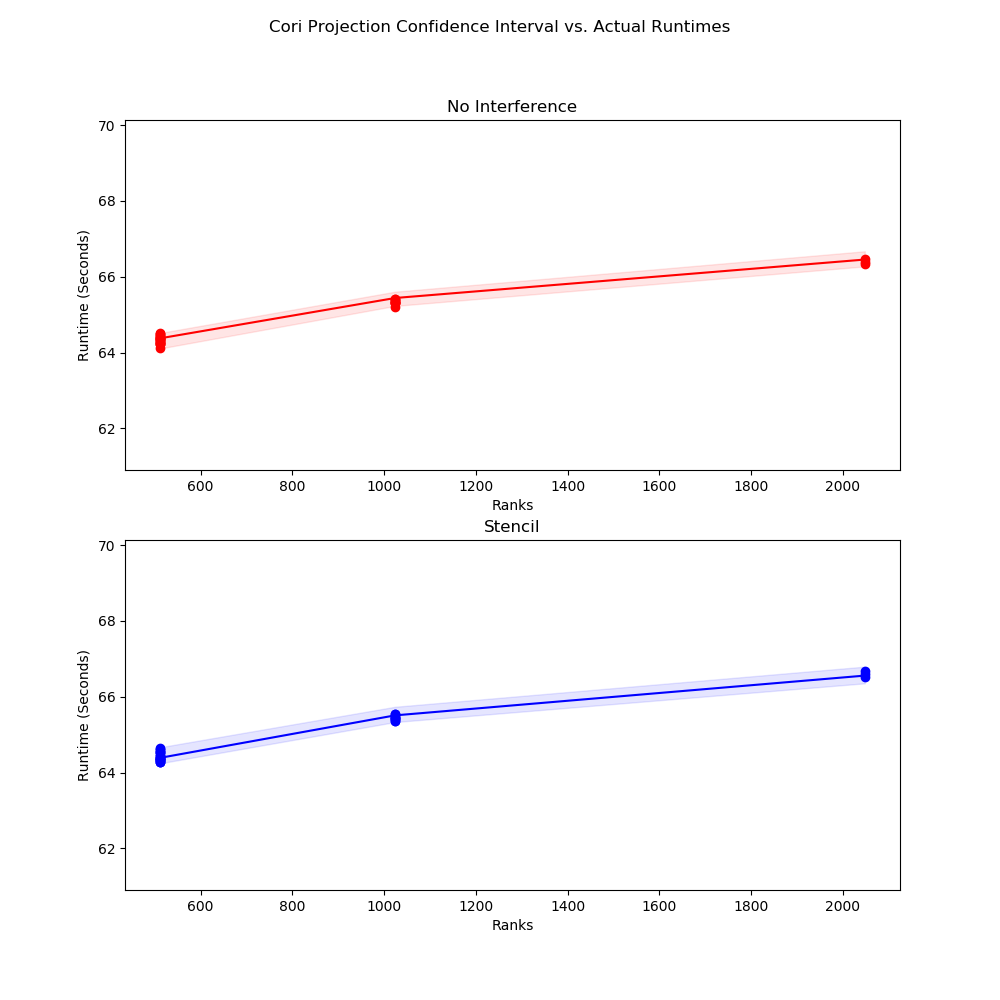 Cori Projection Confidence Interval vs. Actual Runtimes
No Interference
70
68
66
64
62
Runtime (Seconds)
600 800 1000 1200 1400 1600 1800 2000
Ranks
Stencil
70
68
66
64
62
Runtime (Seconds)
600 800 1000 1200 1400 1600 1800 2000
Ranks